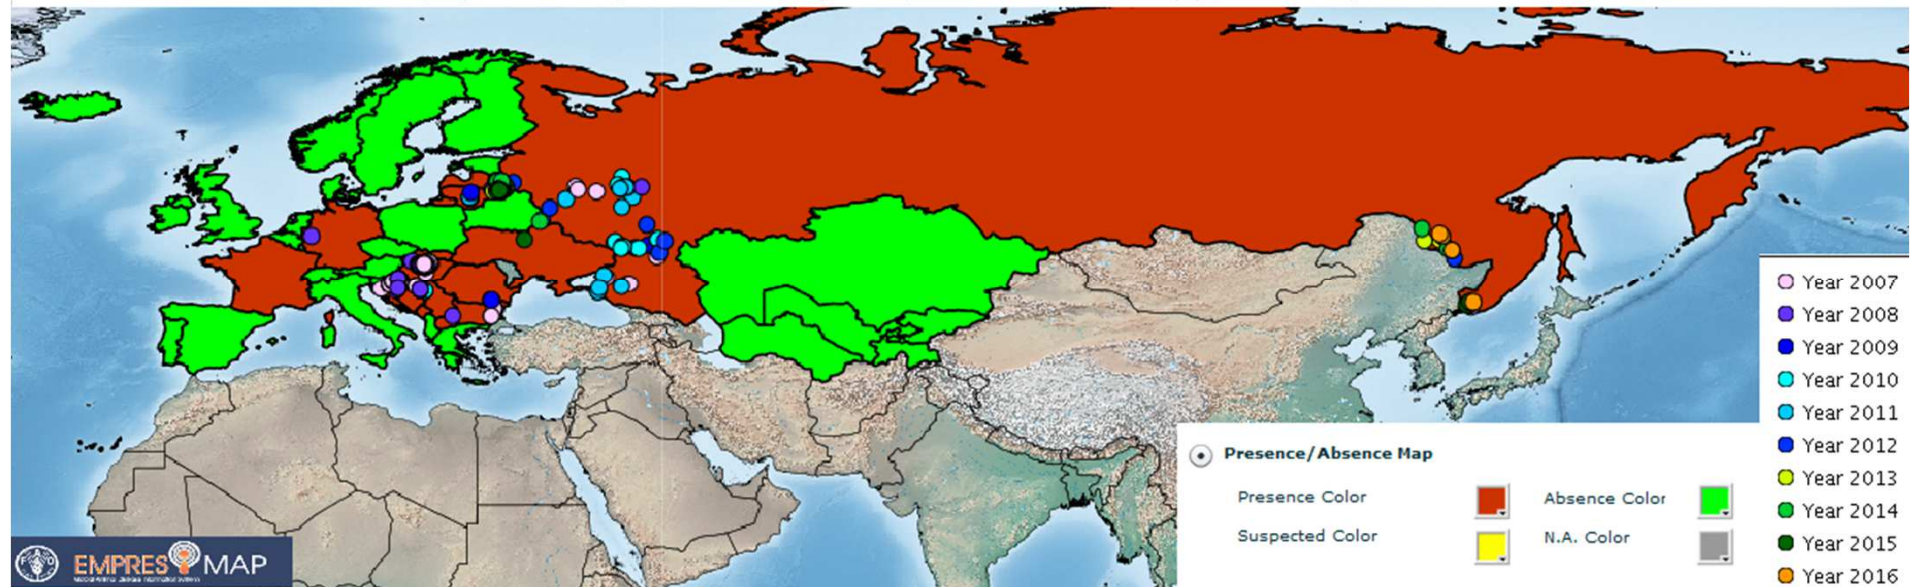 Year 2007
Year 2008
Year 2009
Year 2010
Year 2011
Year 2012
Year 2013
Year 2014
Year 2015
Year 2016
Presence/Absence Map
Presence Color
Absence Color
Suspected Color
N.A. Color
EMPRES MAP